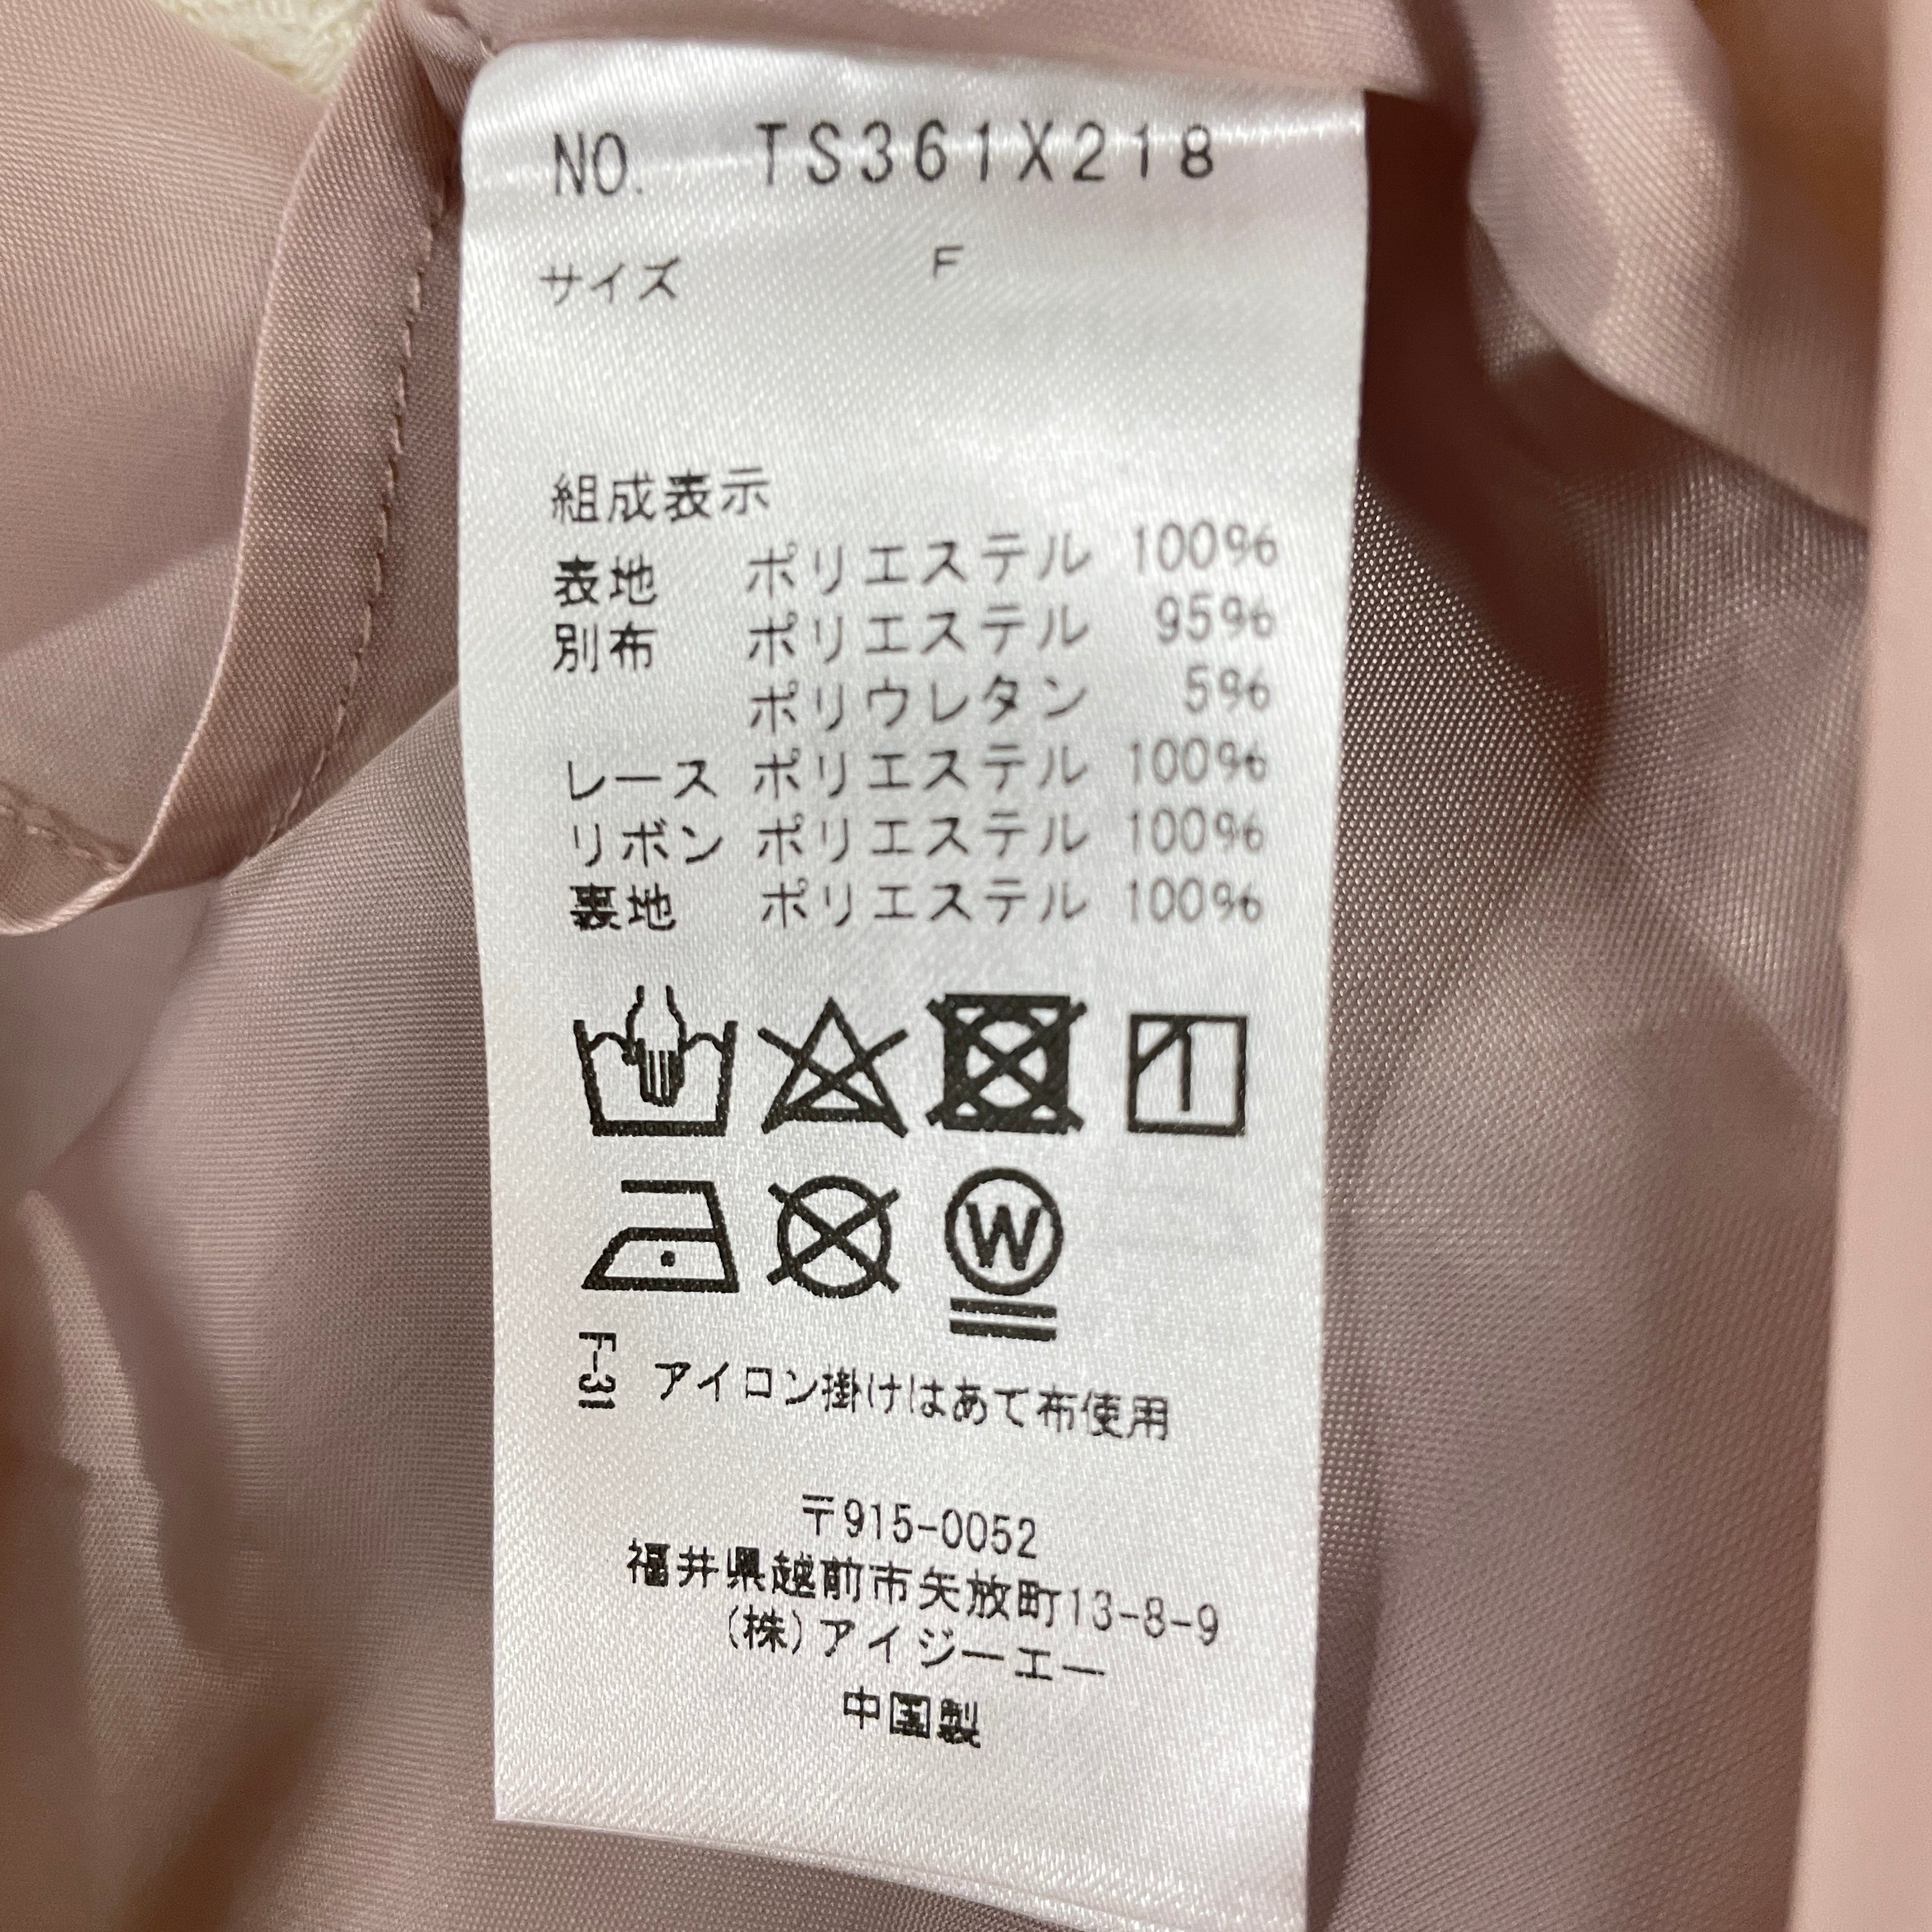 NO. TS361X218
サイズ F
組成表示
表地 ポリエステル 100%
別布 ポリエステル 95%
ポリウレタン 5%
レース ポリエステル 100%
リボン ポリエステル 100%
裏地 ポリエステル 100%
W
F-31 アイロン掛けはあて布使用
〒915-0052
福井県越前市矢放町13-8-9
(株)アイジーエー
中国製